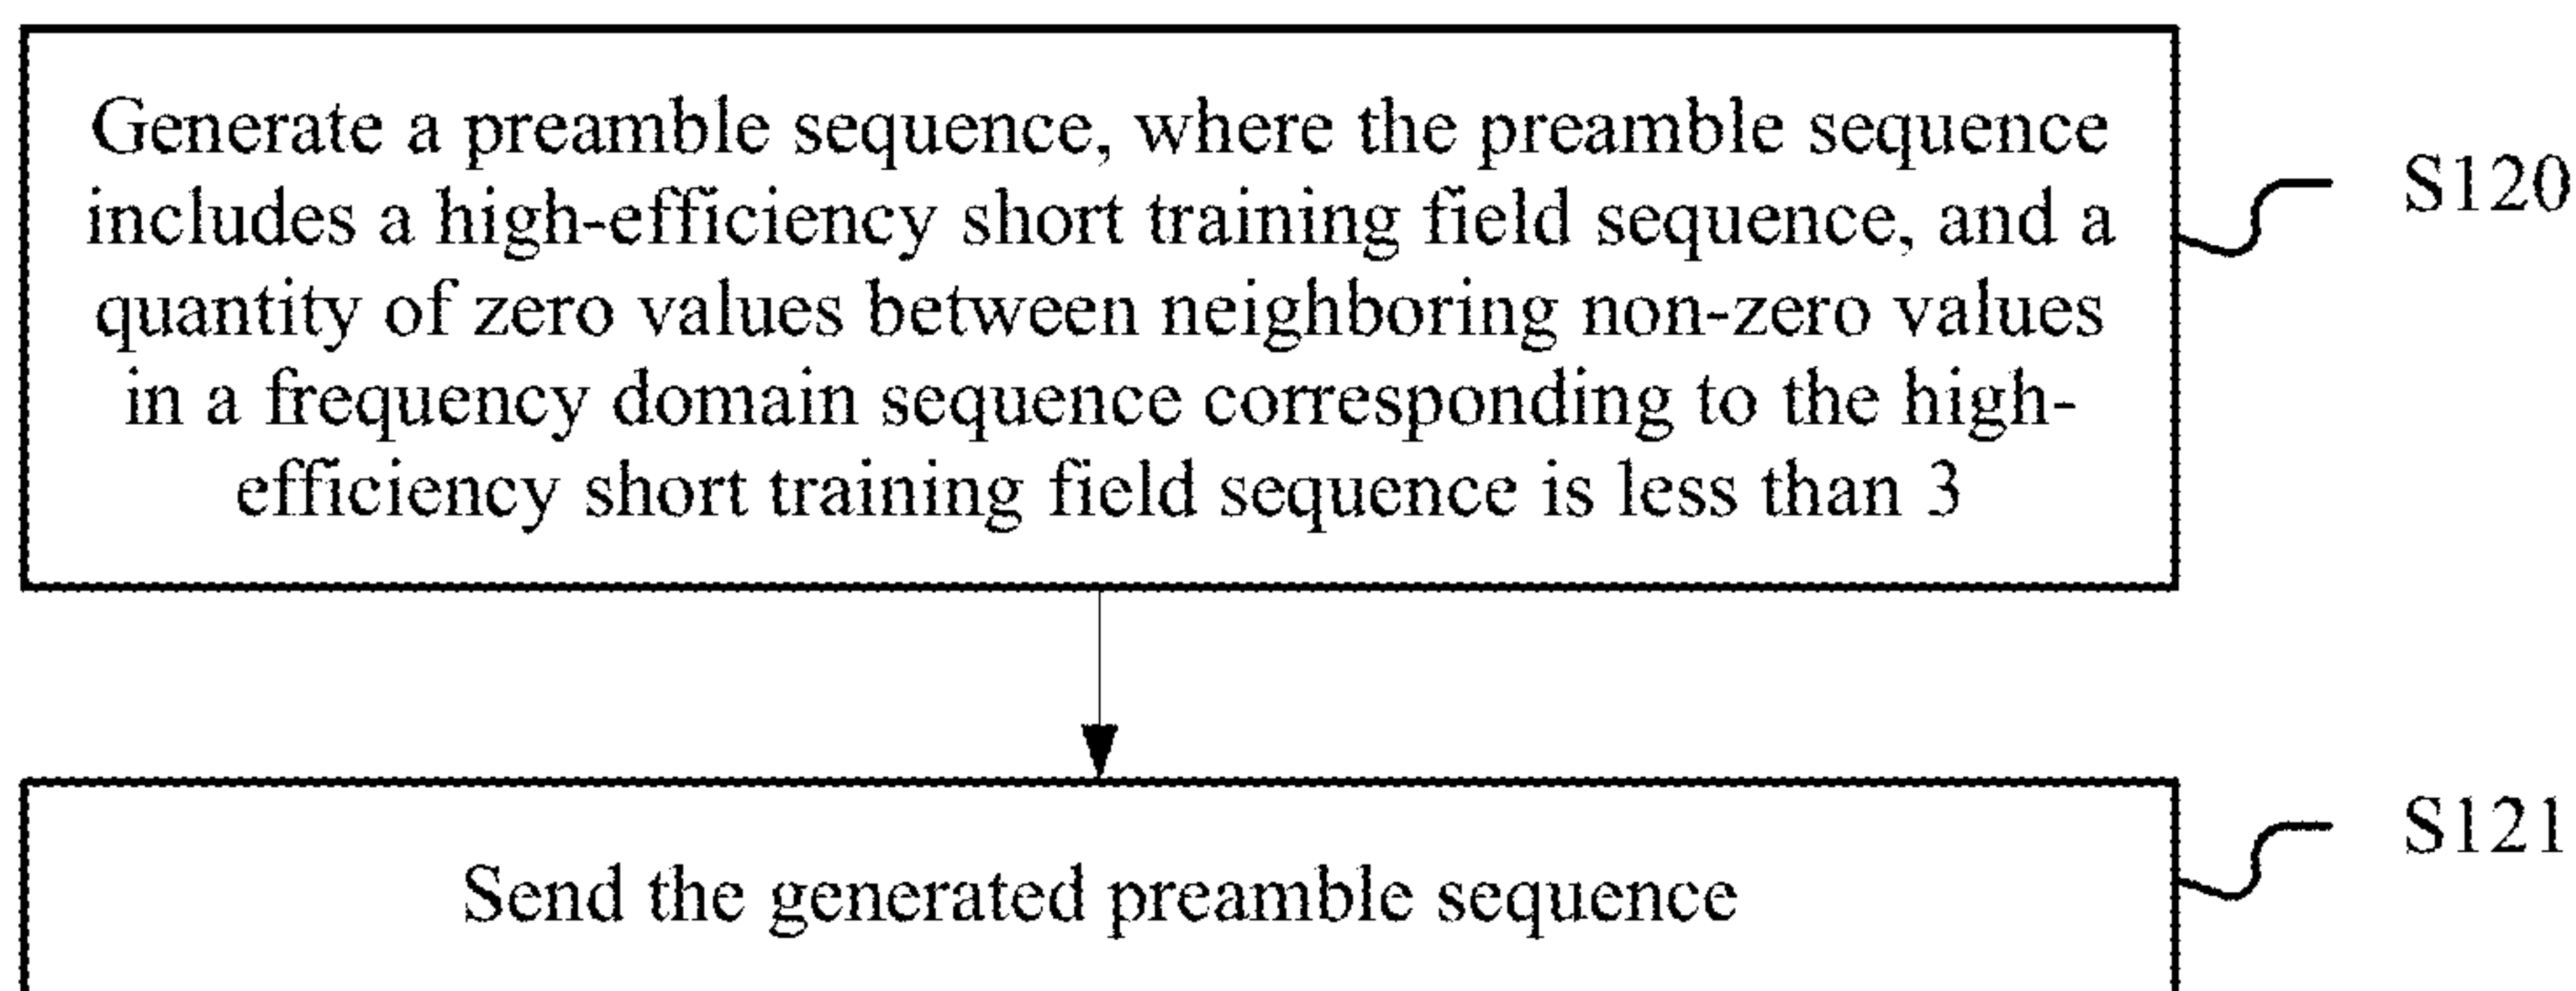 Generate a preamble sequence, where the preamble sequence
includes a high-efficiency short training field sequence, and a
quantity of zero values between neighboring non-zero values
in a frequency domain sequence corresponding to the high-
efficiency short training field sequence is less than 3
S120
Send the generated preamble sequence
S121